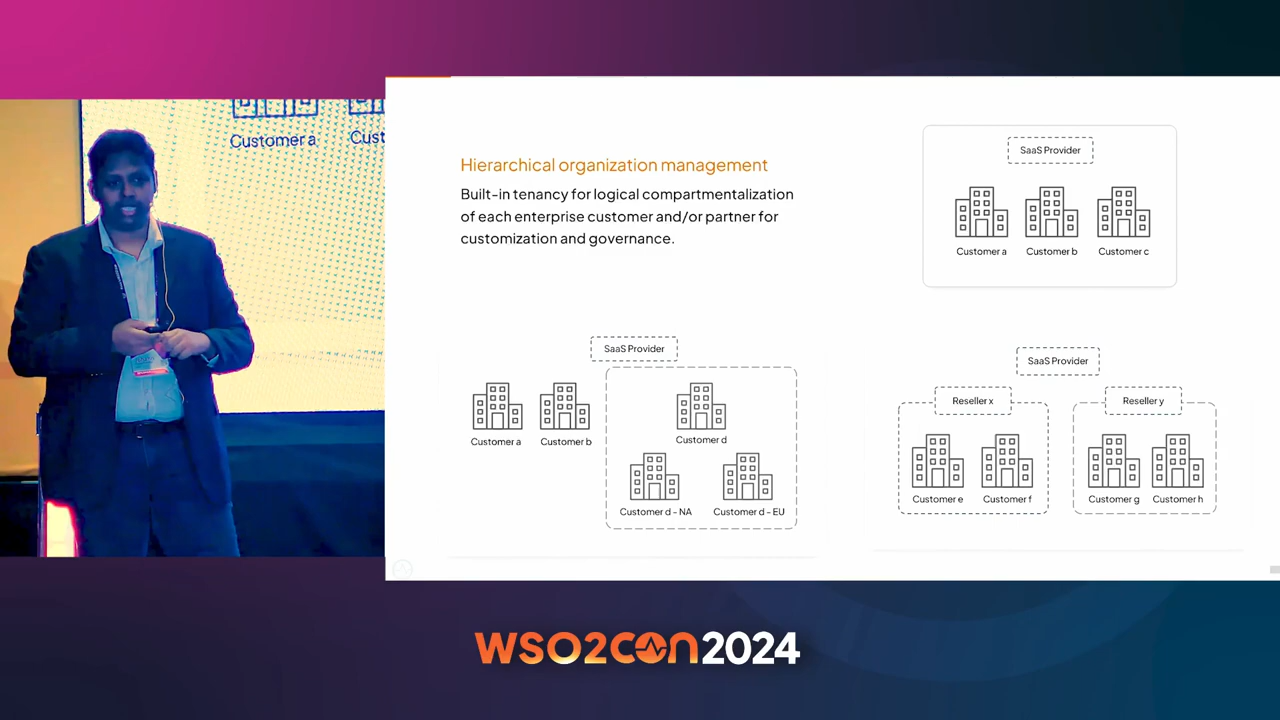 Customer a
Cust
Hierarchical organization management
Built-in tenancy for logical compartmentalization
of each enterprise customer and/or partner for
customization and governance.
SaaS Provider
Customer a Customer b Customer c
SaaS Provider
Customer a Customer b
Customer d
Customer d - NA Customer d - EU
SaaS Provider
Reseller x Reseller y
Customer e Customer f Customer g Customer h
WSO2CON2024